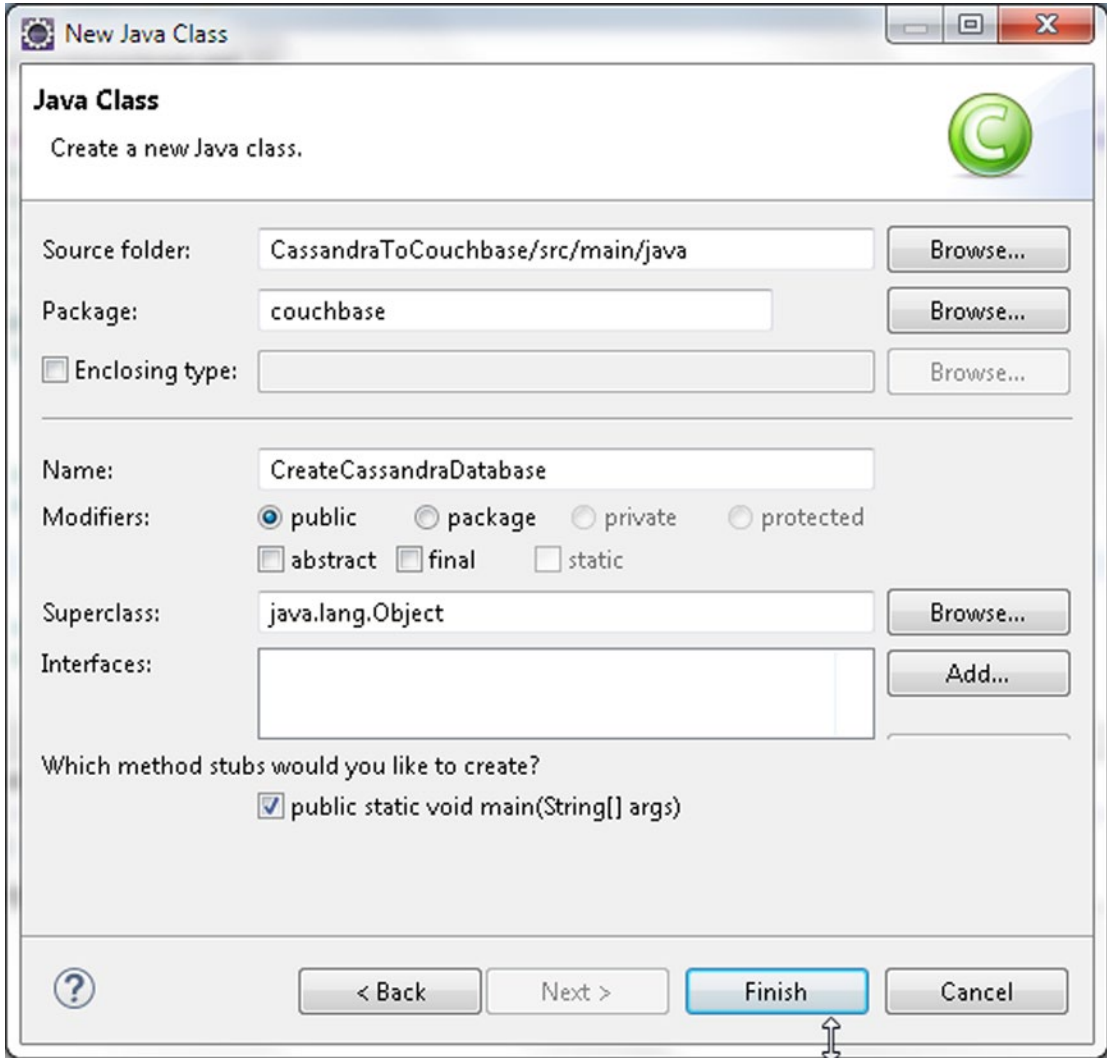 New Java Class
Java Class
Create a new Java class.
C
Source folder: CassandraToCouchbase/src/main/java Browse...
Package: couchbase Browse...
Enclosing type: Browse...
Name: CreateCassandraDatabase
Modifiers: public package private protected
abstract final static
Superclass: java.lang.Object Browse...
Interfaces: Add...
Which method stubs would you like to create?
public static void main(String[] args)
? < Back Next > Finish Cancel